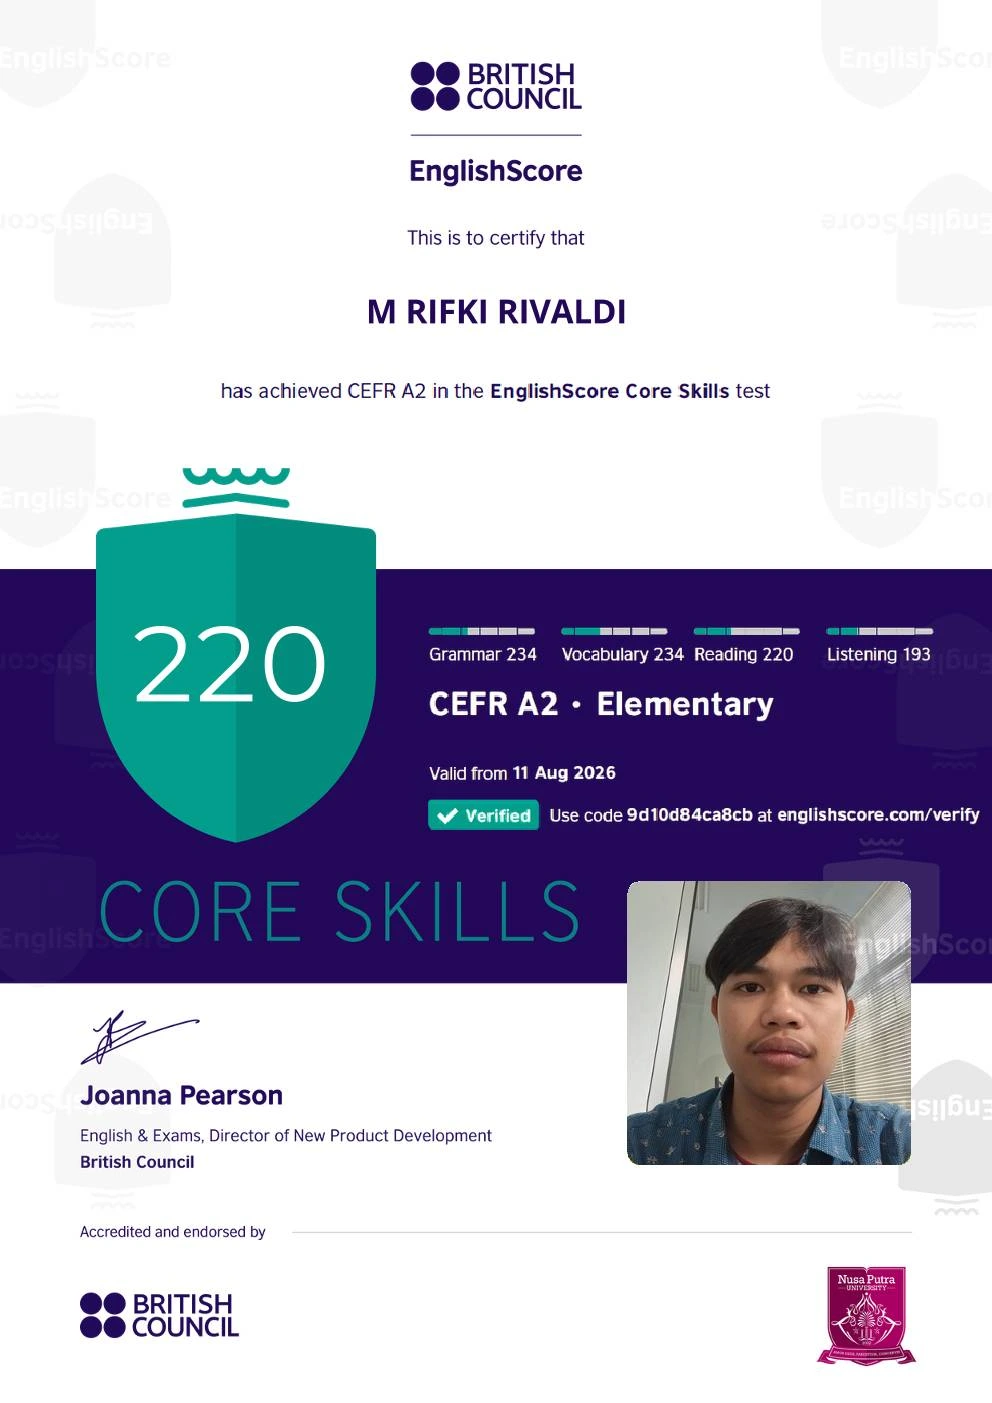 BRITISH
COUNCIL
EnglishScore
This is to certify that
M RIFKI RIVALDI
has achieved CEFR A2 in the EnglishScore Core Skills test
220
Grammar 234 Vocabulary 234 Reading 220 Listening 193
CEFR A2 · Elementary
Valid from 11 Aug 2026
Verified Use code 9d10d84ca8cb at englishscore.com/verify
CORE SKILLS
Joanna Pearson
English & Exams, Director of New Product Development
British Council
Accredited and endorsed by
BRITISH
COUNCIL
Nusa Putra
UNIVERSITY